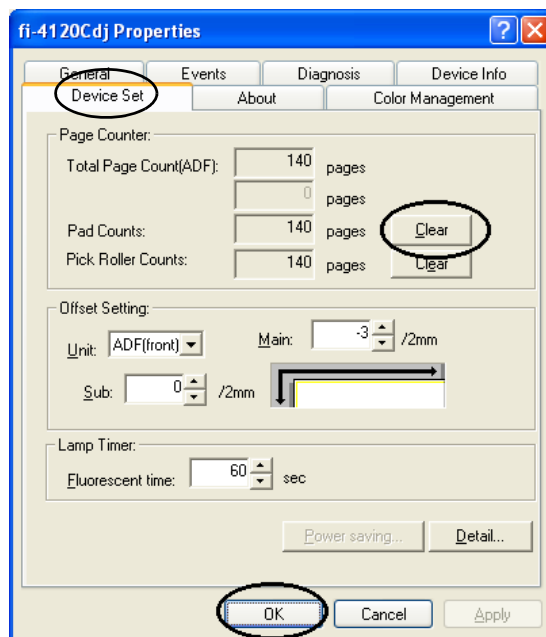 fi-4120Cdj Properties
General Events Diagnosis Device Info
Device Set About Color Management
Page Counter:
Total Page Count(ADF): 140 pages
0 pages
Pad Counts: 140 pages Clear
Pick Roller Counts: 140 pages Clear
Offset Setting:
Unit: ADF(front) Main: -3 /2mm
Sub: 0 /2mm
Lamp Timer:
Fluorescent time: 60 sec
Power saving... Detail...
OK Cancel Apply